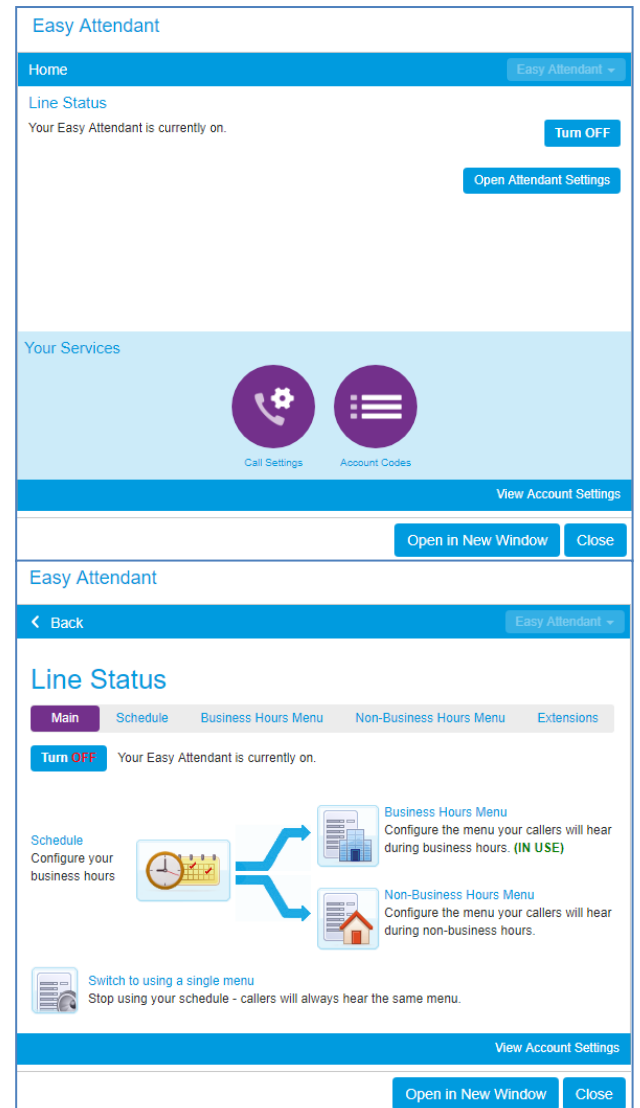 Easy Attendant
Home
Easy Attendant
Line Status
Your Easy Attendant is currently on.
Turn OFF
Open Attendant Settings
Your Services
Call Settings
Account Codes
View Account Settings
Open in New Window
Close
Easy Attendant
Back
Easy Attendant
Line Status
Main
Schedule
Business Hours Menu
Non-Business Hours Menu
Extensions
Turn OFF
Your Easy Attendant is currently on.
Schedule
Configure your
business hours
Business Hours Menu
Configure the menu your callers will hear
during business hours. (IN USE)
Non-Business Hours Menu
Configure the menu your callers will hear
during non-business hours.
Switch to using a single menu
Stop using your schedule - callers will always hear the same menu.
View Account Settings
Open in New Window
Close